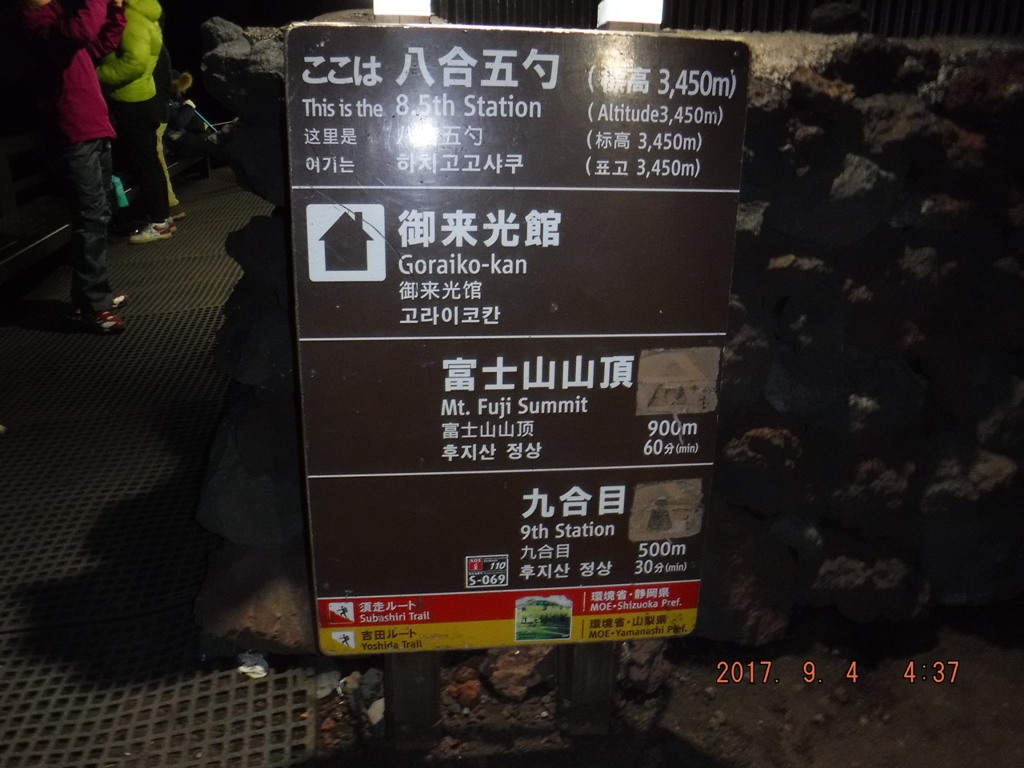 ここは 八合五勺 (標高 3,450m)
This is the 8.5th Station (Altitude3,450m)
这里是 八合五勺 (标高 3,450m)
여기는 하치고고샤쿠 (표고 3,450m)
御来光館
Goraiko-kan
御来光馆
고라이코칸
富士山山頂
Mt. Fuji Summit
富士山山顶 900m
후지산 정상 60分(min)
九合目
9th Station
九合目 500m
후지산 정상 30分(min)
110
S-069
須走ルート 環境省・静岡県
Subashiri Trail MOE・Shizuoka Pref.
吉田ルート 環境省・山梨県
Yoshida Trail MOE・Yamanashi Pref.
2017. 9. 4 4:37